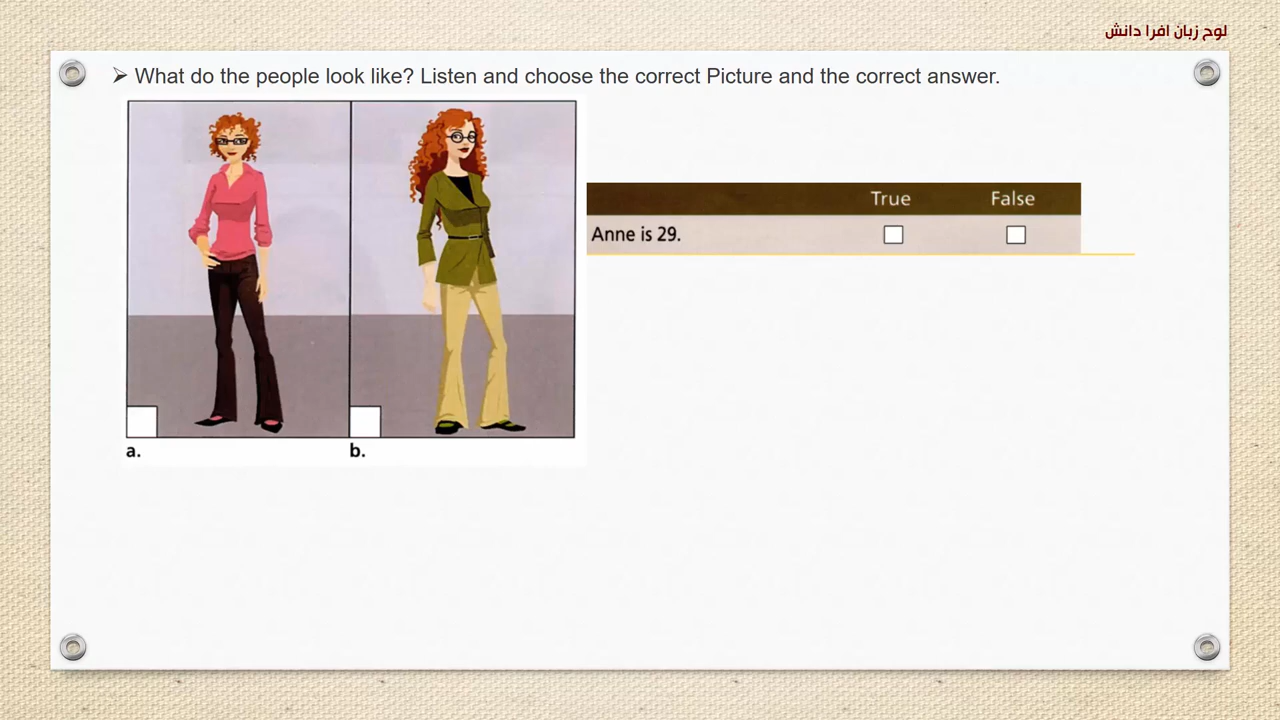 لوح زبان افرا دانش
➢ What do the people look like? Listen and choose the correct Picture and the correct answer.
True False
Anne is 29.
a. b.